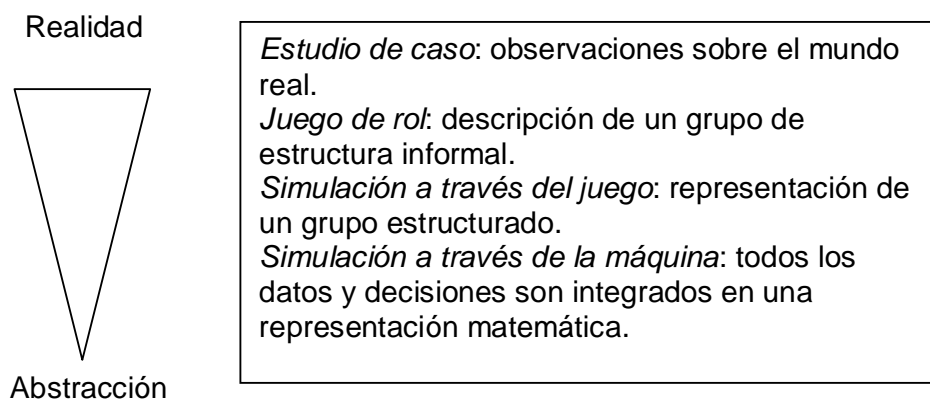 Realidad
Estudio de caso: observaciones sobre el mundo
real.
Juego de rol: descripción de un grupo de
estructura informal.
Simulación a través del juego: representación de
un grupo estructurado.
Simulación a través de la máquina: todos los
datos y decisiones son integrados en una
representación matemática.
Abstracción